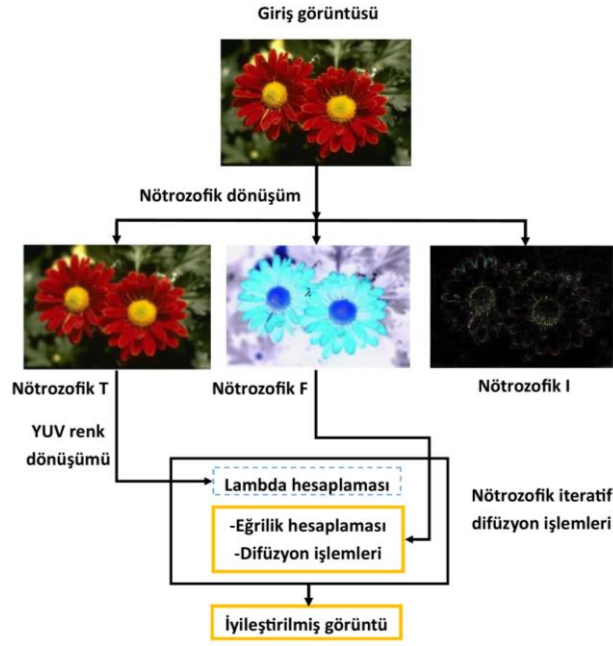 Giriş görüntüsü
Nötrozofik dönüşüm
λ
Nötrozofik T
Nötrozofik F
Nötrozofik I
YUV renk
dönüşümü
Lambda hesaplaması
-Eğrilik hesaplaması
-Difüzyon işlemleri
Nötrozofik iteratif
difüzyon işlemleri
İyileştirilmiş görüntü